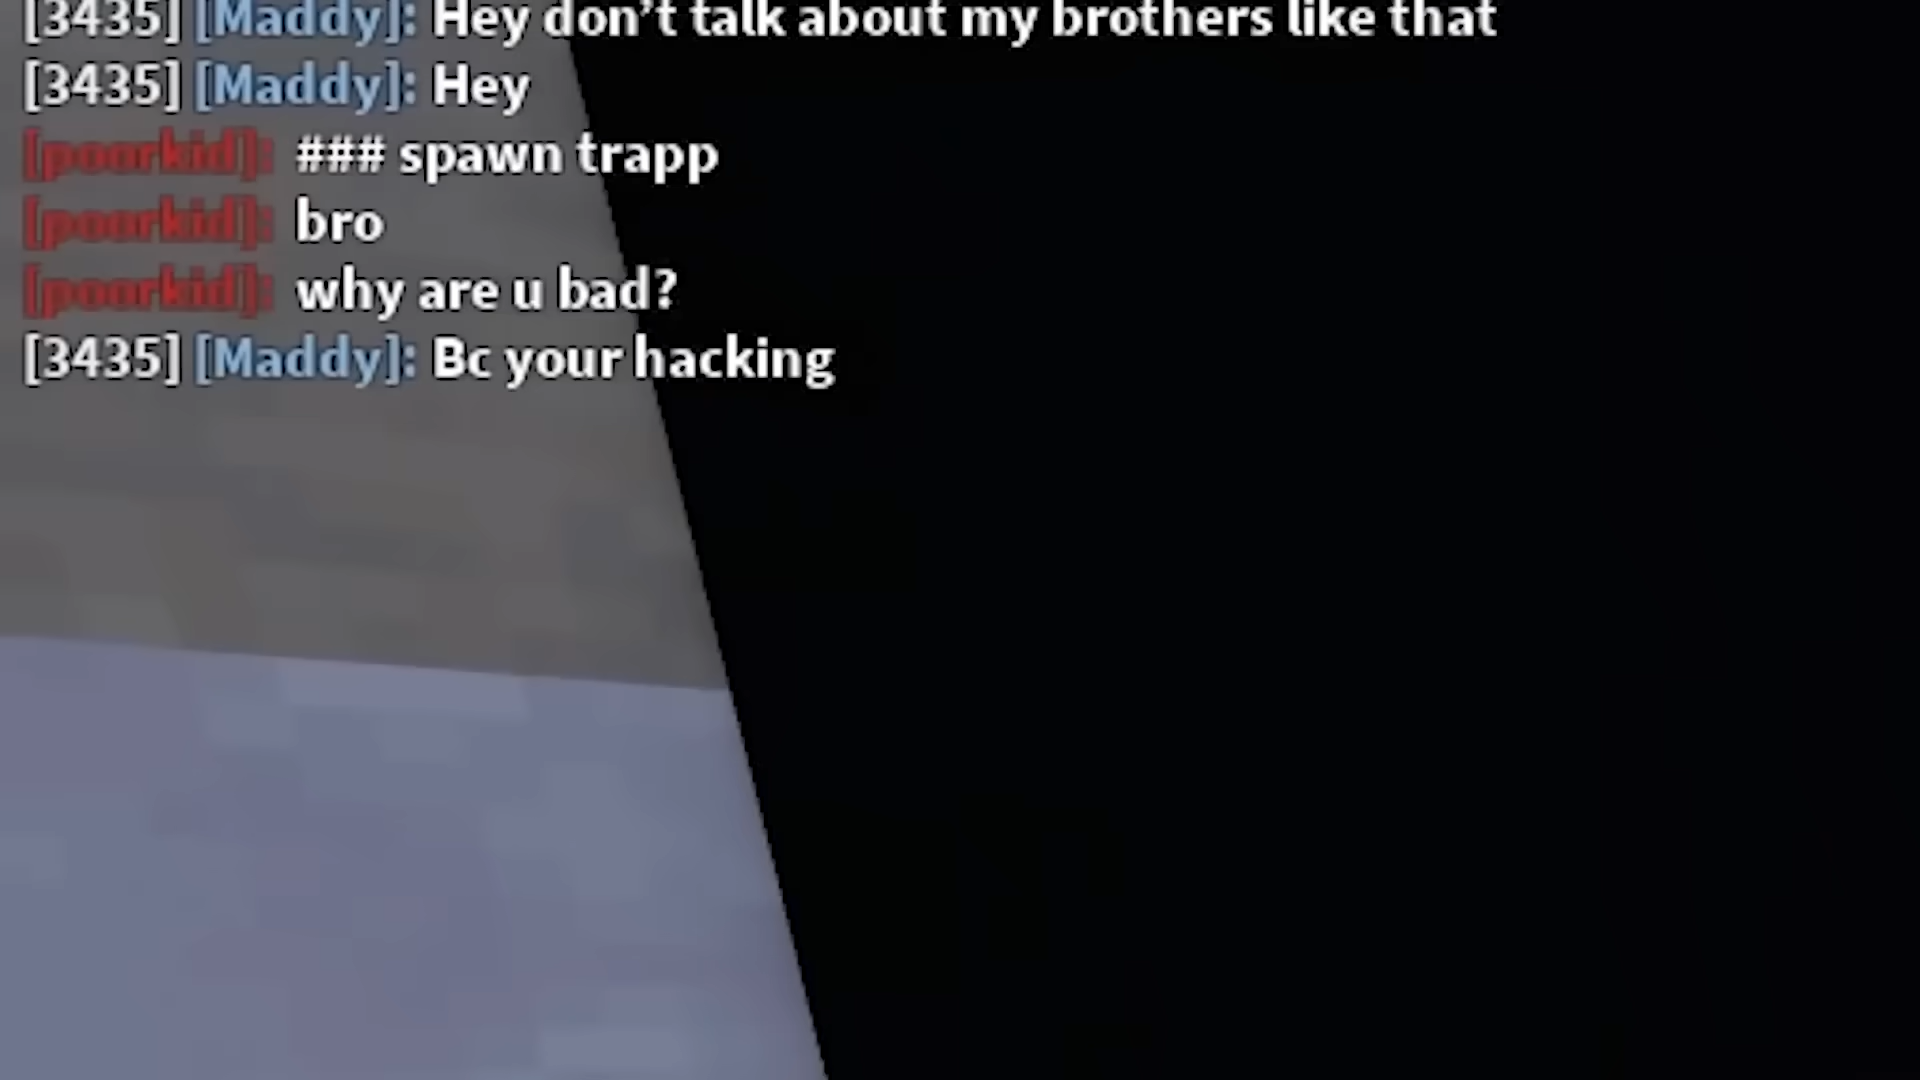 [3435] [Maddy]: Hey don't talk about my brothers like that
[3435] [Maddy]: Hey
[poorkid]: ### spawn trapp
[poorkid]: bro
[poorkid]: why are u bad?
[3435] [Maddy]: Bc your hacking